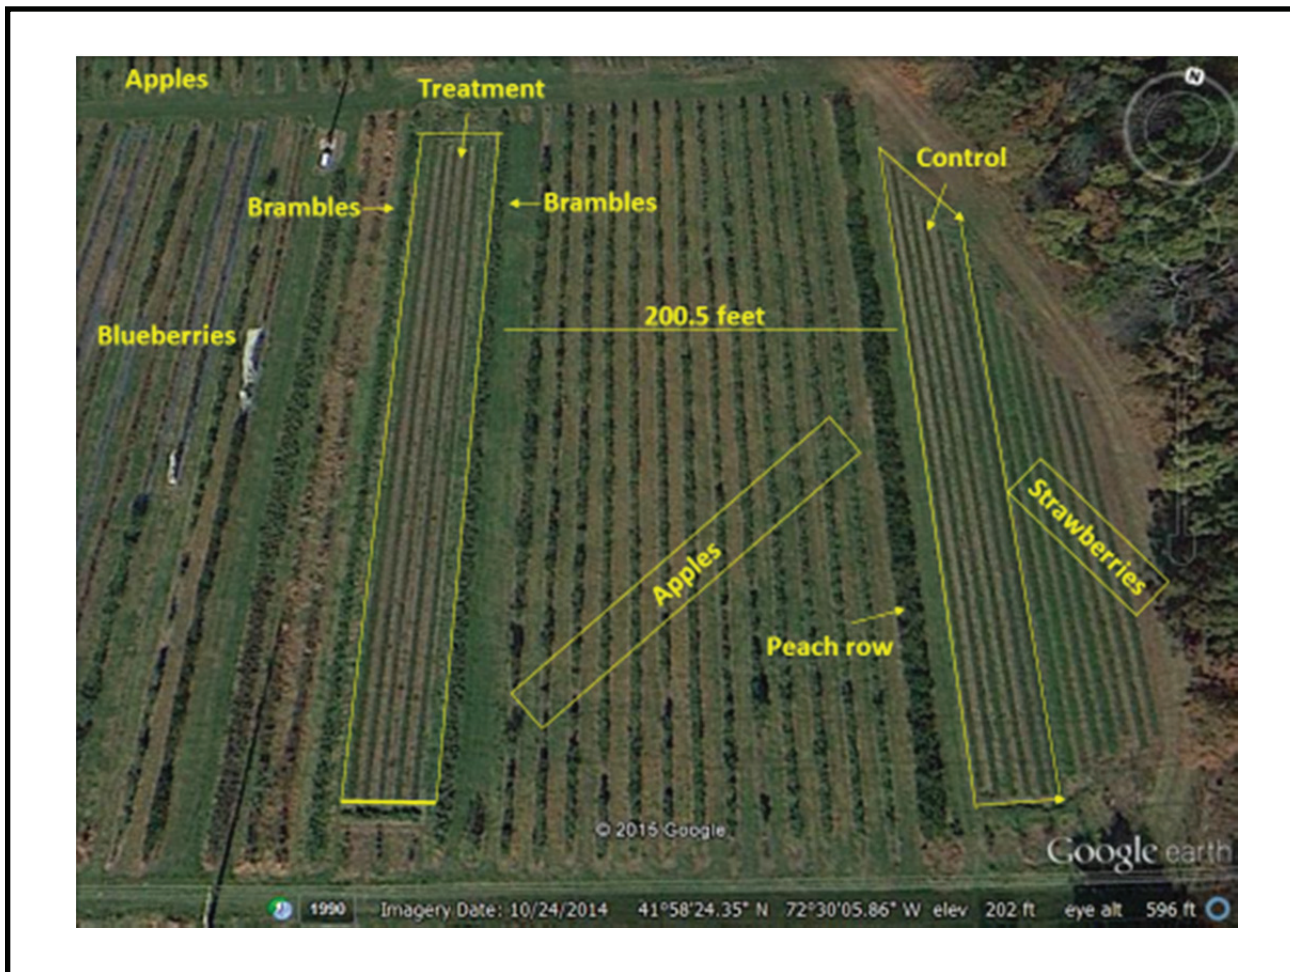 Apples
Treatment
N
Control
Brambles
Brambles
200.5 feet
Blueberries
Strawberries
Apples
Peach row
© 2015 Google
Google earth
1990
Imagery Date: 10/24/2014 41°58'24.35" N 72°30'05.86" W elev 202 ft eye alt 596 ft